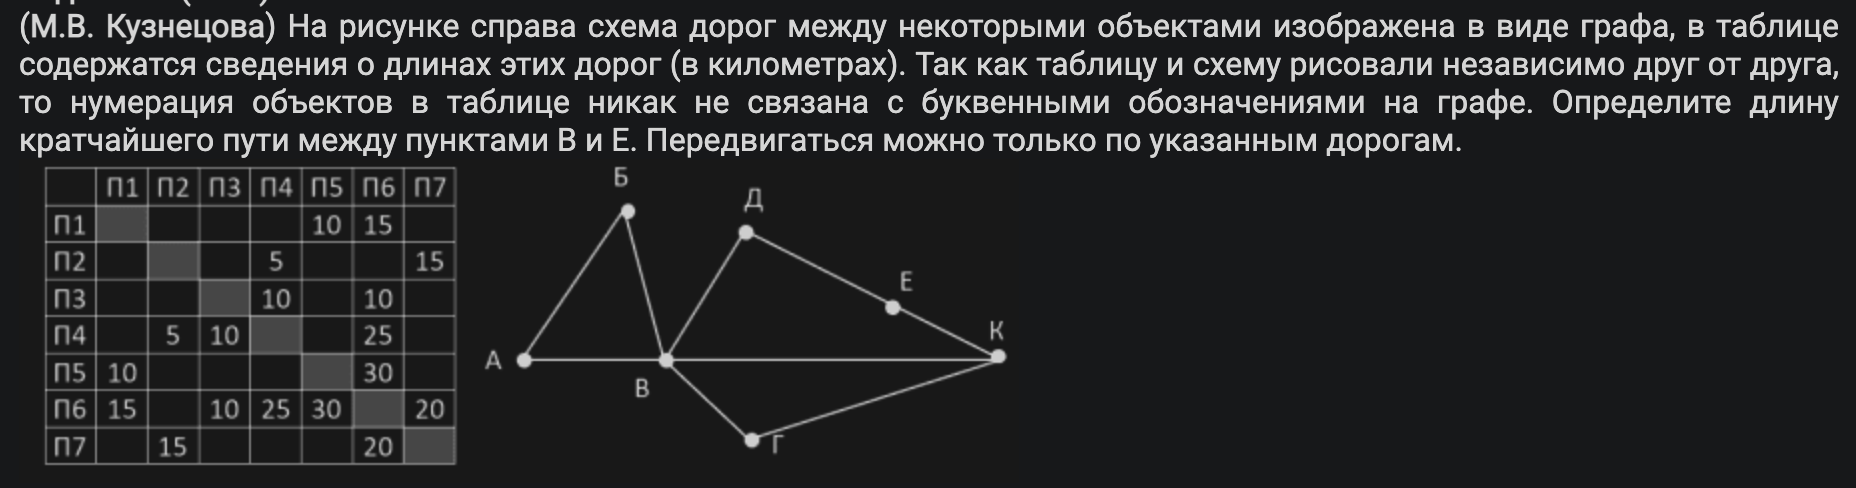 (М.В. Кузнецова) На рисунке справа схема дорог между некоторыми объектами изображена в виде графа, в таблице
содержатся сведения о длинах этих дорог (в километрах). Так как таблицу и схему рисовали независимо друг от друга,
то нумерация объектов в таблице никак не связана с буквенными обозначениями на графе. Определите длину
кратчайшего пути между пунктами В и Е. Передвигаться можно только по указанным дорогам.
П1 П2 П3 П4 П5 П6 П7
П1 10 15
П2 5 15
П3 10 10
П4 5 10 25
П5 10 30
П6 15 10 25 30 20
П7 15 20
Б
Д
Е
К
А
В
Г